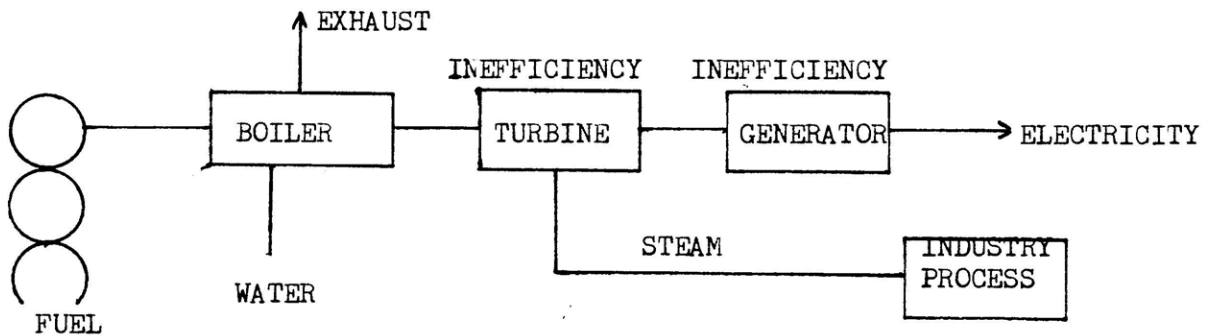 EXHAUST
INEFFICIENCY INEFFICIENCY
BOILER TURBINE GENERATOR ELECTRICITY
STEAM INDUSTRY
WATER PROCESS
FUEL